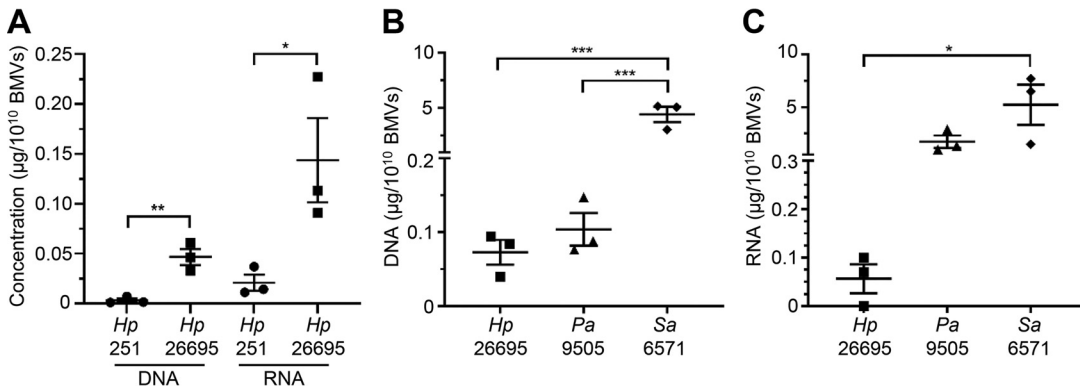 A
Concentration (µg/10¹⁰ BMVs)
0.25
0.20
0.15
0.10
0.05
0
**
*
Hp
251
Hp
26695
Hp
251
Hp
26695
DNA
RNA
B
DNA (µg/10¹⁰ BMVs)
10
5
0.2
0.1
0
***
***
Hp
26695
Pa
9505
Sa
6571
C
RNA (µg/10¹⁰ BMVs)
10
5
0.3
0.2
0.1
0
*
Hp
26695
Pa
9505
Sa
6571